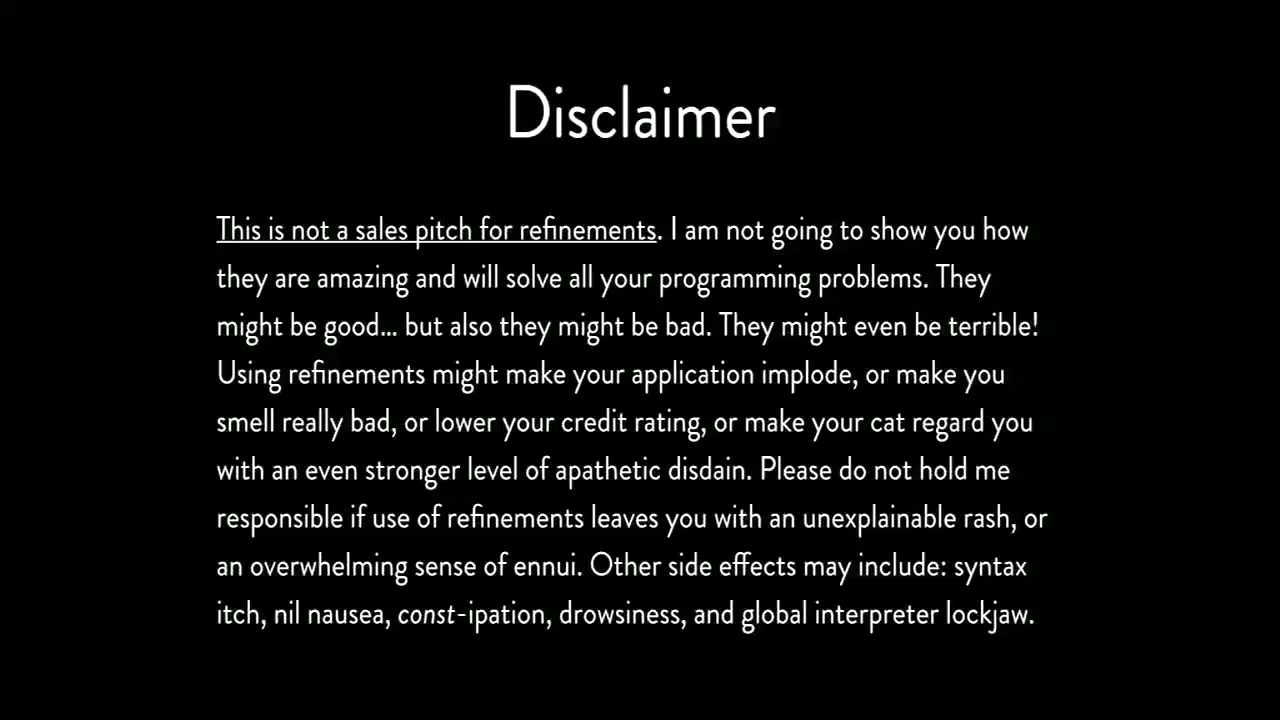 Disclaimer
This is not a sales pitch for refinements. I am not going to show you how
they are amazing and will solve all your programming problems. They
might be good... but also they might be bad. They might even be terrible!
Using refinements might make your application implode, or make you
smell really bad, or lower your credit rating, or make your cat regard you
with an even stronger level of apathetic disdain. Please do not hold me
responsible if use of refinements leaves you with an unexplainable rash, or
an overwhelming sense of ennui. Other side effects may include: syntax
itch, nil nausea, const-ipation, drowsiness, and global interpreter lockjaw.